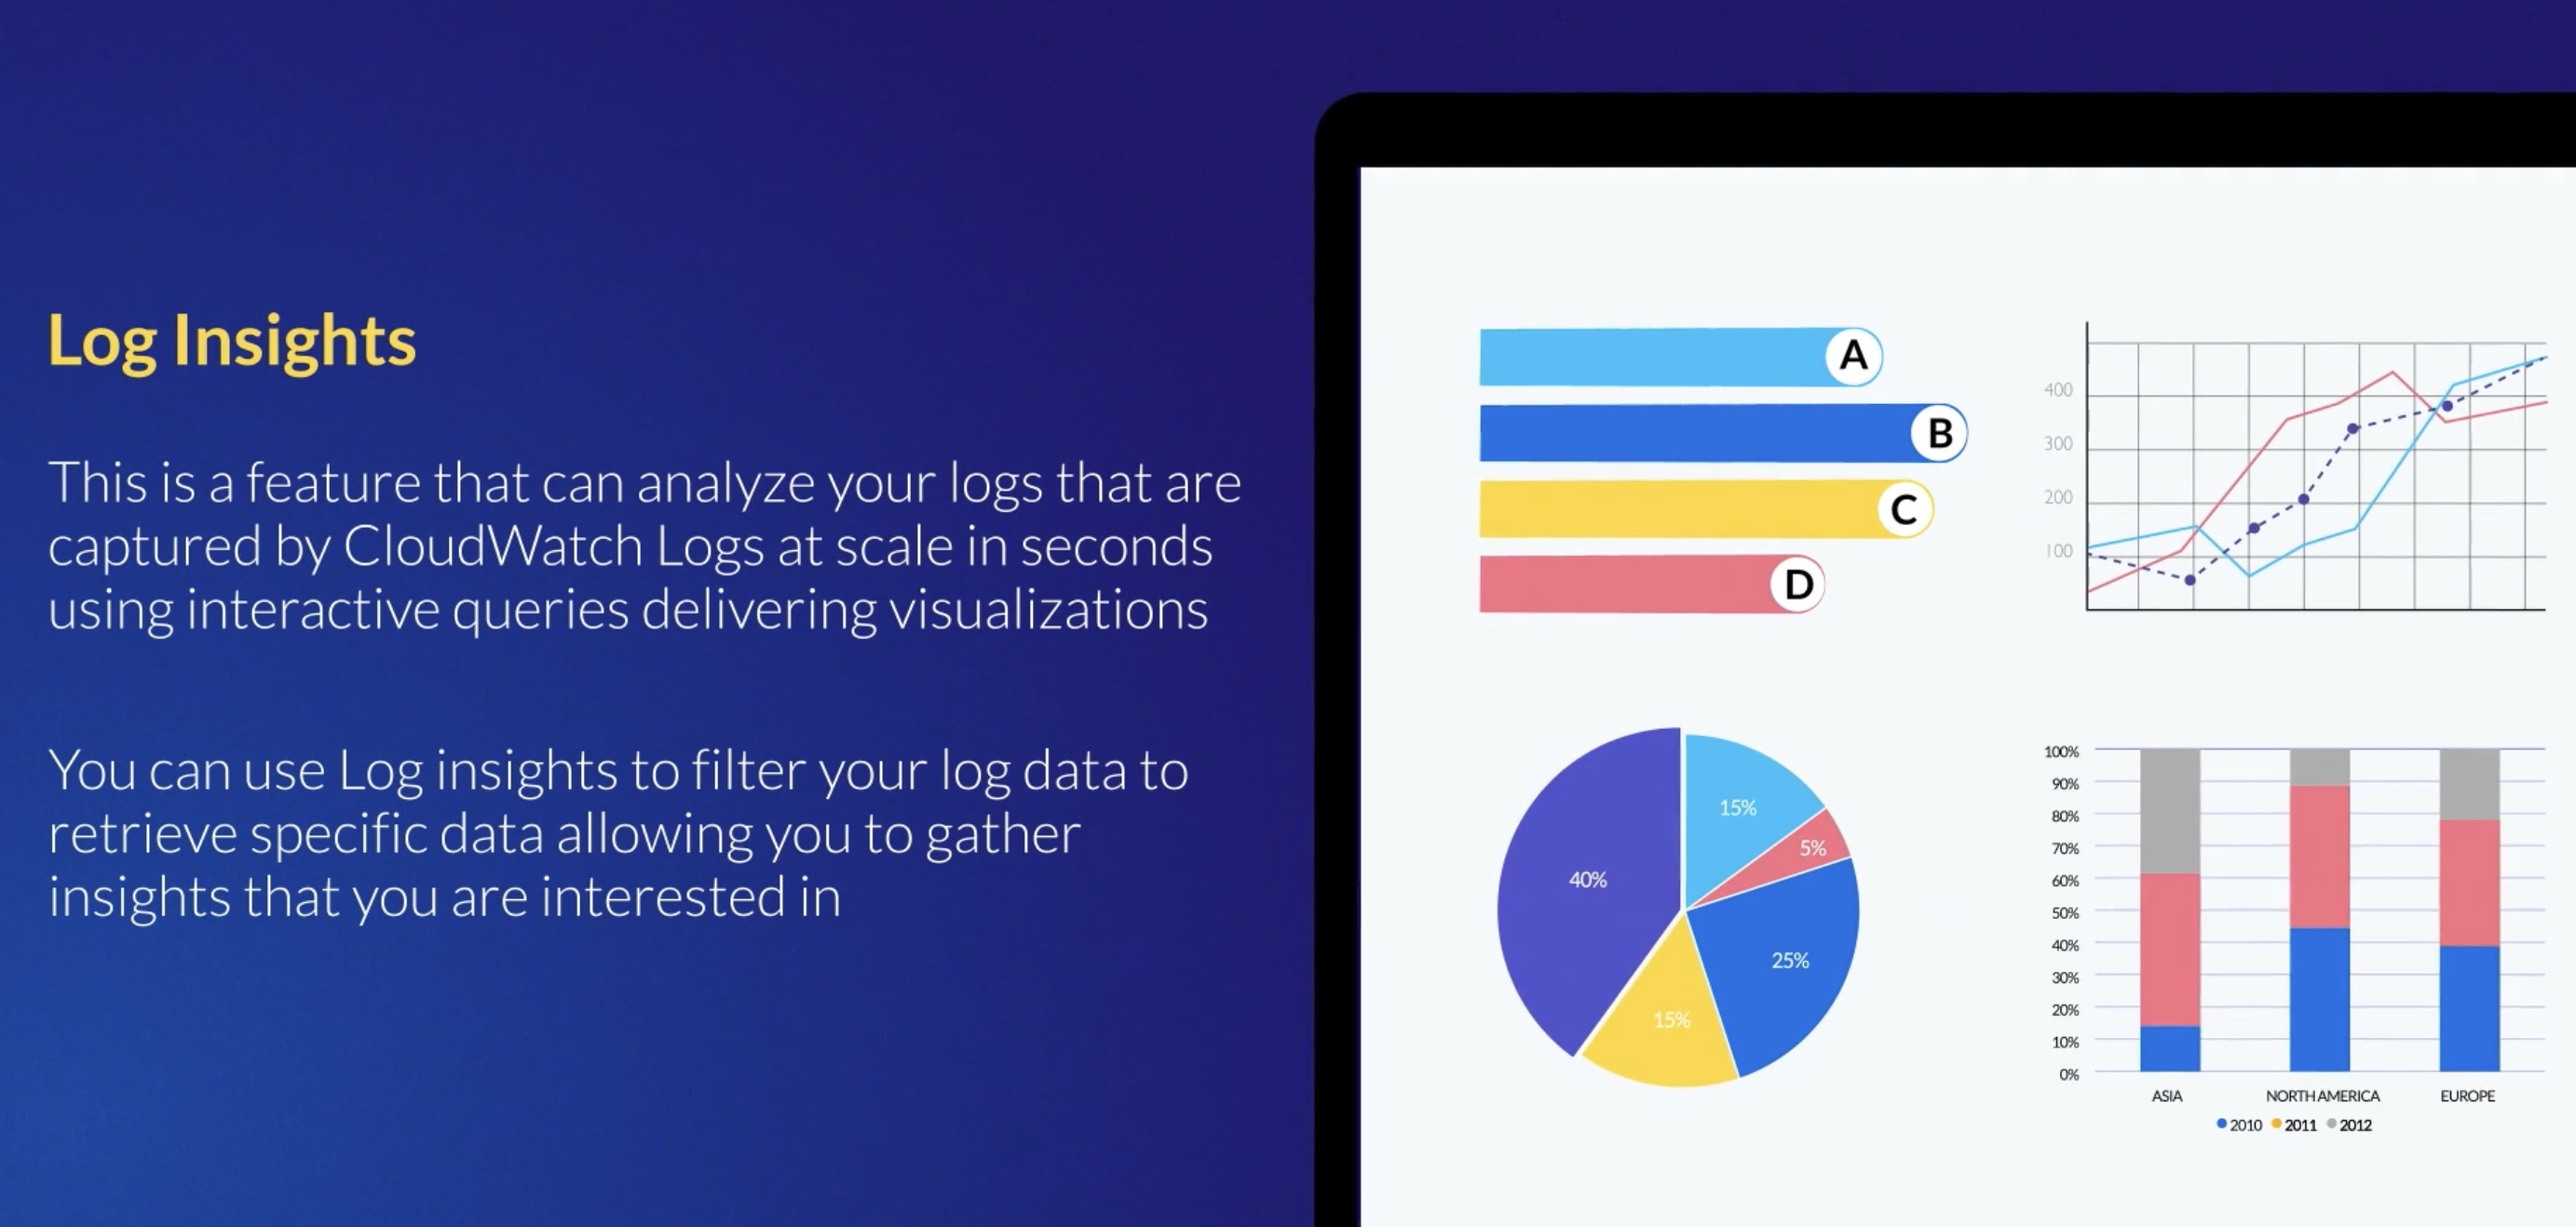 Log Insights
This is a feature that can analyze your logs that are
captured by CloudWatch Logs at scale in seconds
using interactive queries delivering visualizations
You can use Log insights to filter your log data to
retrieve specific data allowing you to gather
insights that you are interested in
A
B
C
D
400
300
200
100
15%
5%
40%
25%
15%
100%
90%
80%
70%
60%
50%
40%
30%
20%
10%
0%
ASIA NORTH AMERICA EUROPE
2010 2011 2012